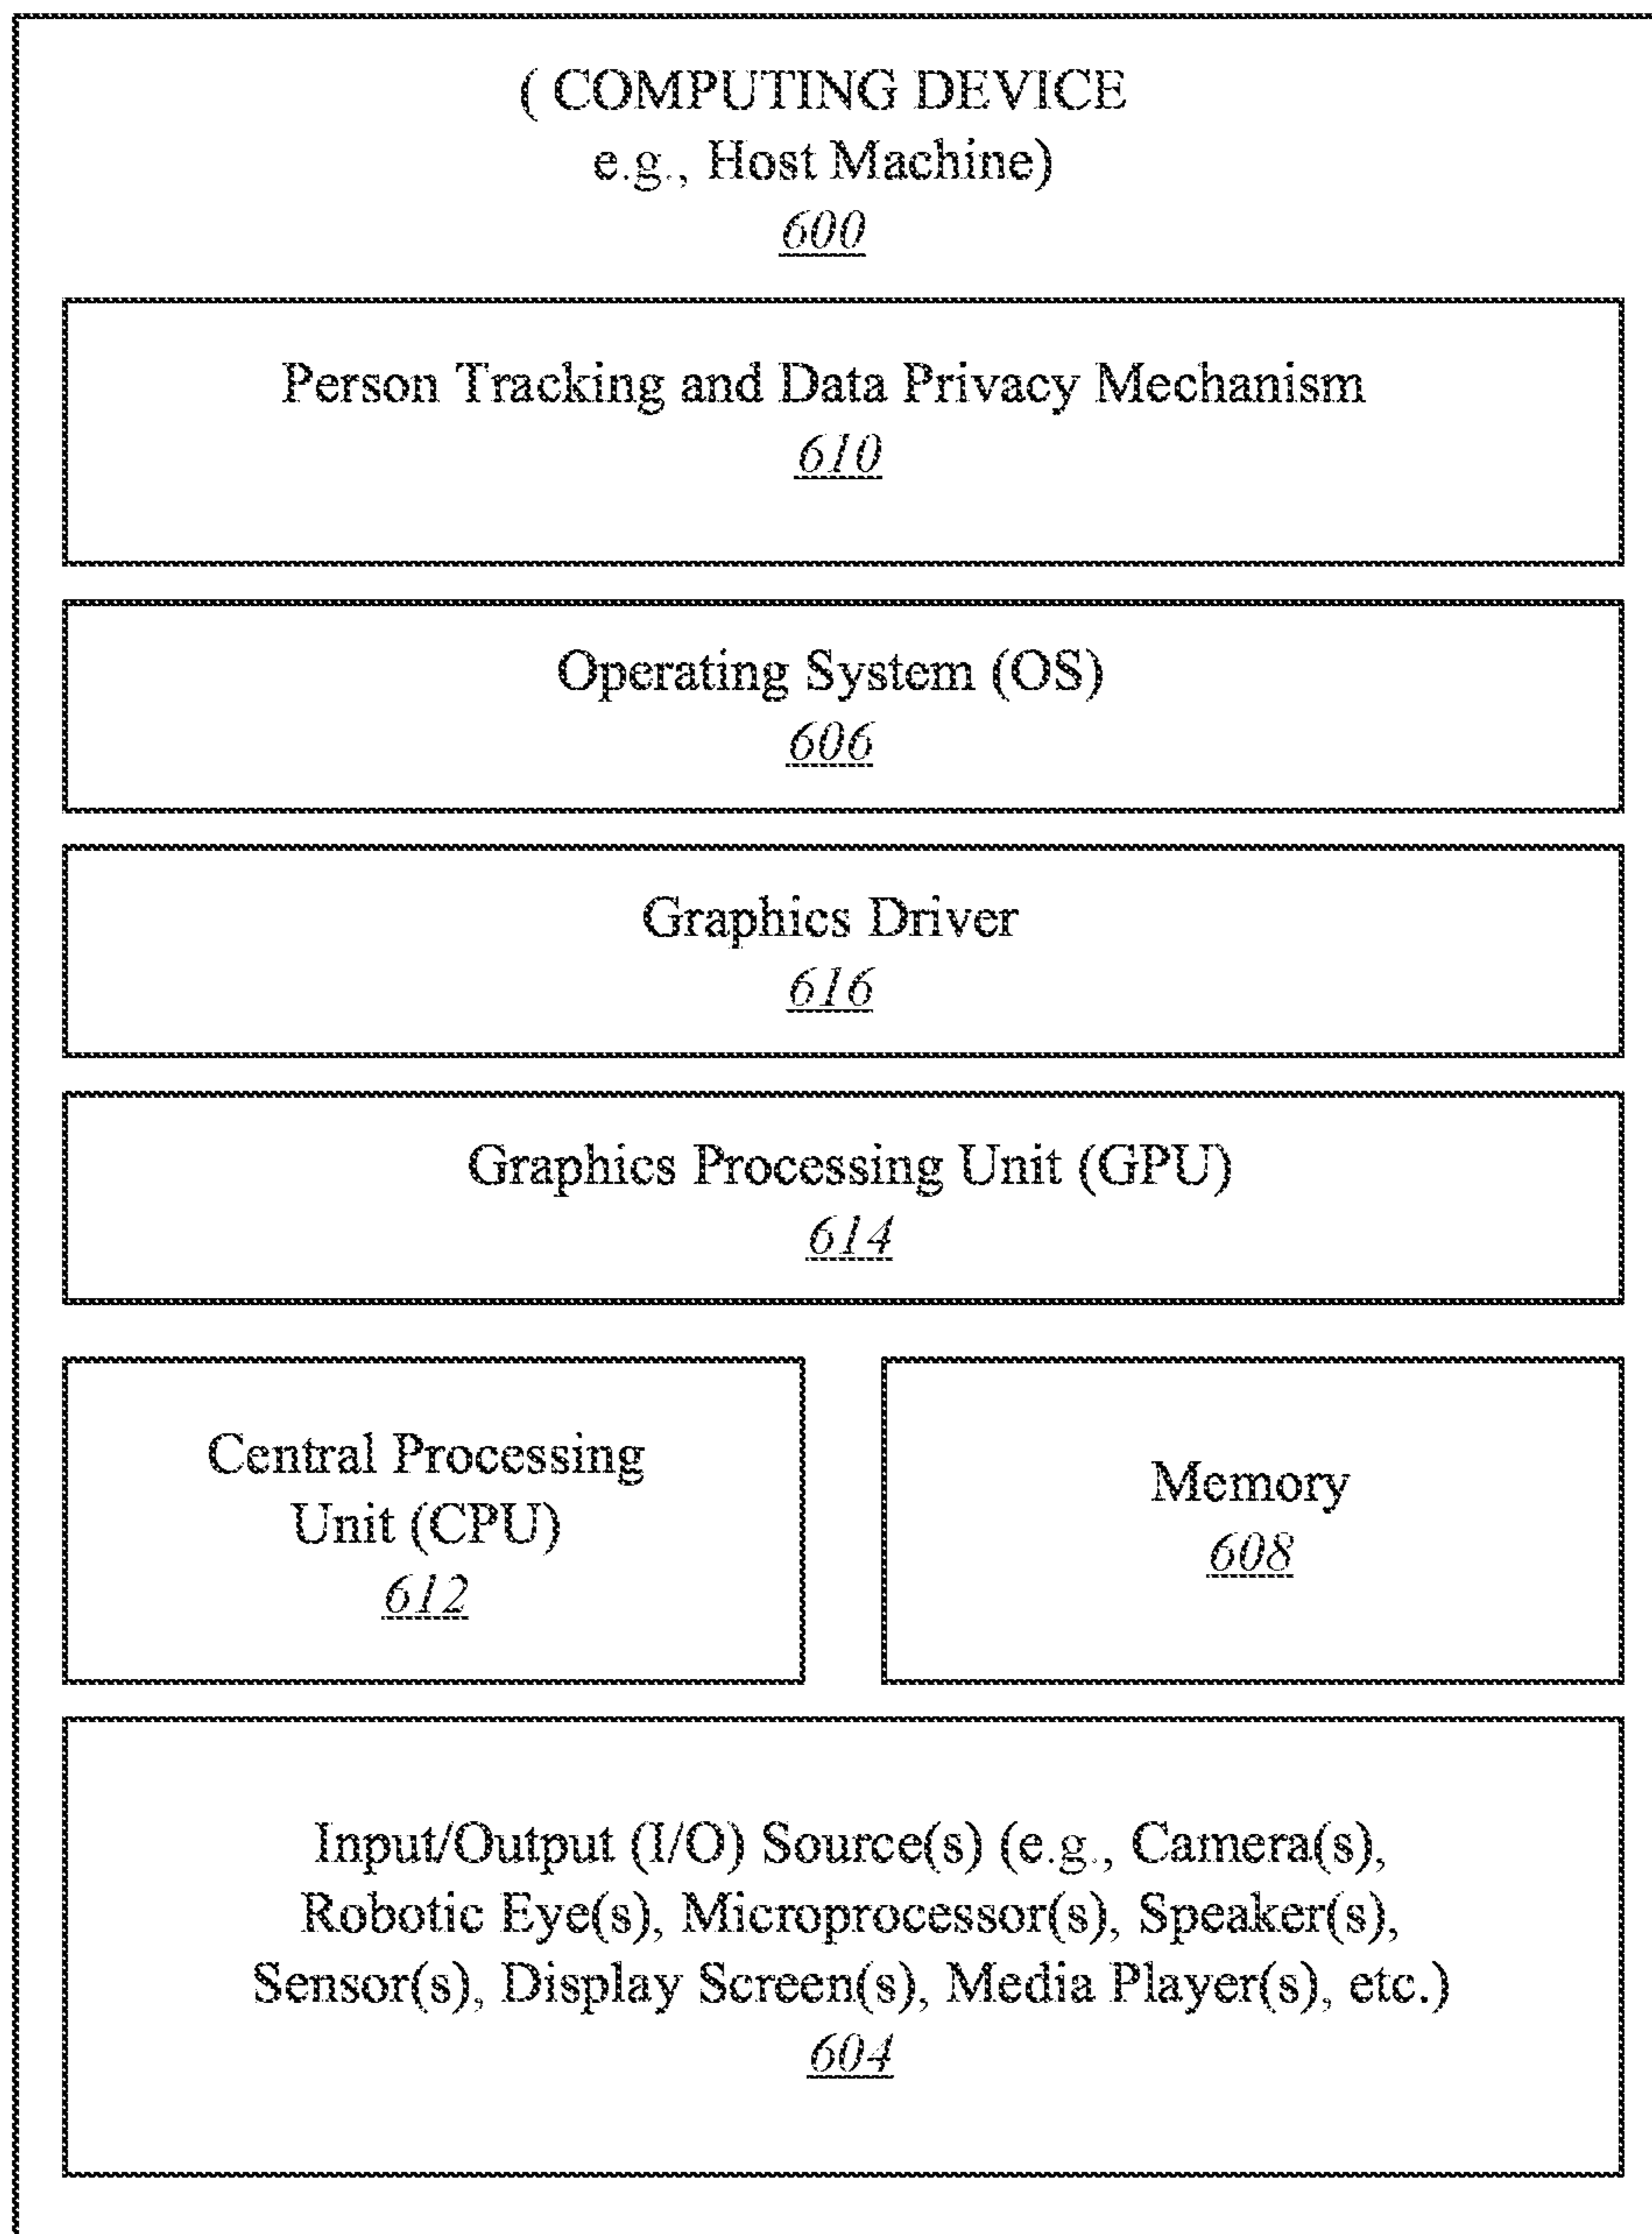 ( COMPUTING DEVICE
e.g., Host Machine)
600
Person Tracking and Data Privacy Mechanism
610
Operating System (OS)
606
Graphics Driver
616
Graphics Processing Unit (GPU)
614
Central Processing
Unit (CPU)
612
Memory
608
Input/Output (I/O) Source(s) (e.g., Camera(s),
Robotic Eye(s), Microprocessor(s), Speaker(s),
Sensor(s), Display Screen(s), Media Player(s), etc.)
604